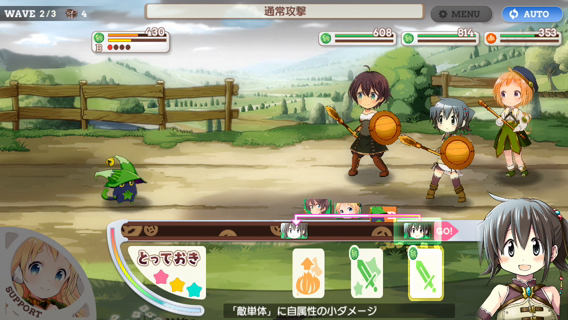 WAVE 2/3 4
通常攻撃
MENU
AUTO
430
608
814
353
GO!
とっておき
SUPPORT
「敵単体」に自属性の小ダメージ